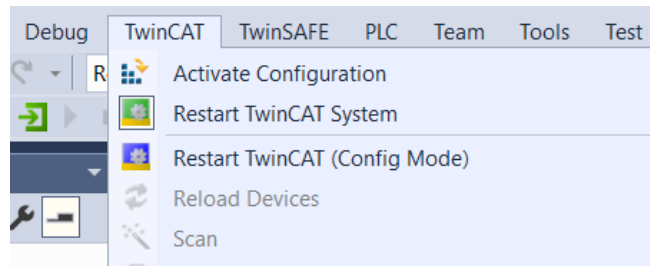 Debug TwinCAT TwinSAFE PLC Team Tools Test
R
Activate Configuration
Restart TwinCAT System
Restart TwinCAT (Config Mode)
Reload Devices
Scan